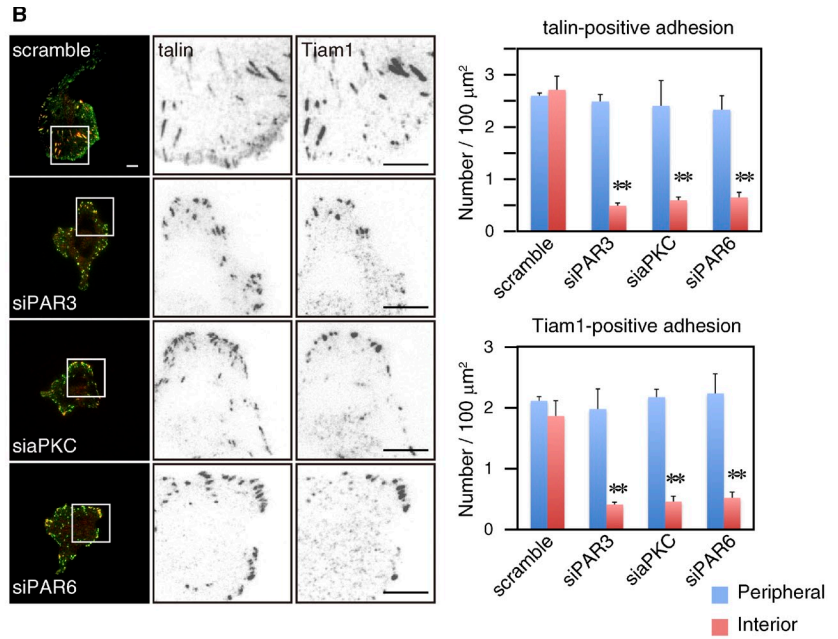 B
scramble
talin
Tiam1
siPAR3
siaPKC
siPAR6
talin-positive adhesion
Number / 100 μm²
3
2
1
0
**
**
**
scramble
siPAR3
siaPKC
siPAR6
Tiam1-positive adhesion
Number / 100 μm²
3
2
1
0
**
**
**
scramble
siPAR3
siaPKC
siPAR6
Peripheral
Interior